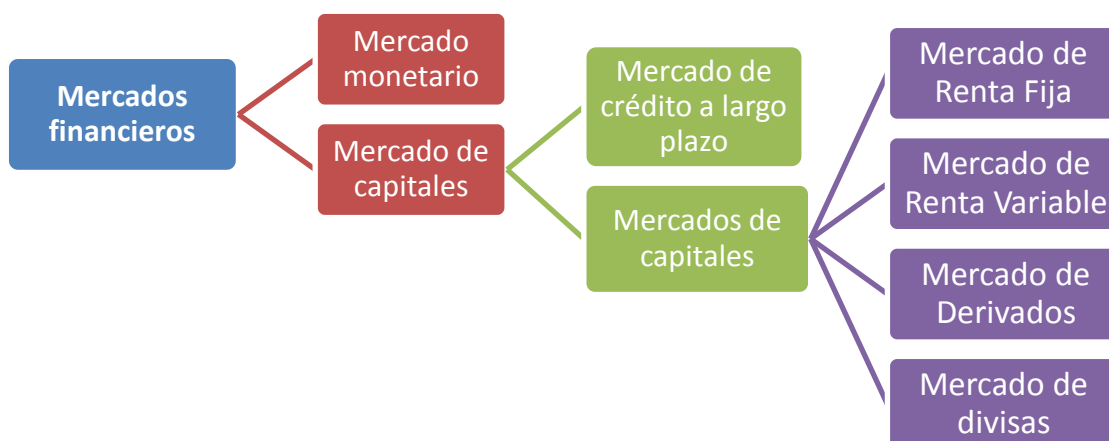 Mercados
financieros
Mercado
monetario
Mercado de
capitales
Mercado de
crédito a largo
plazo
Mercados de
capitales
Mercado de
Renta Fija
Mercado de
Renta Variable
Mercado de
Derivados
Mercado de
divisas